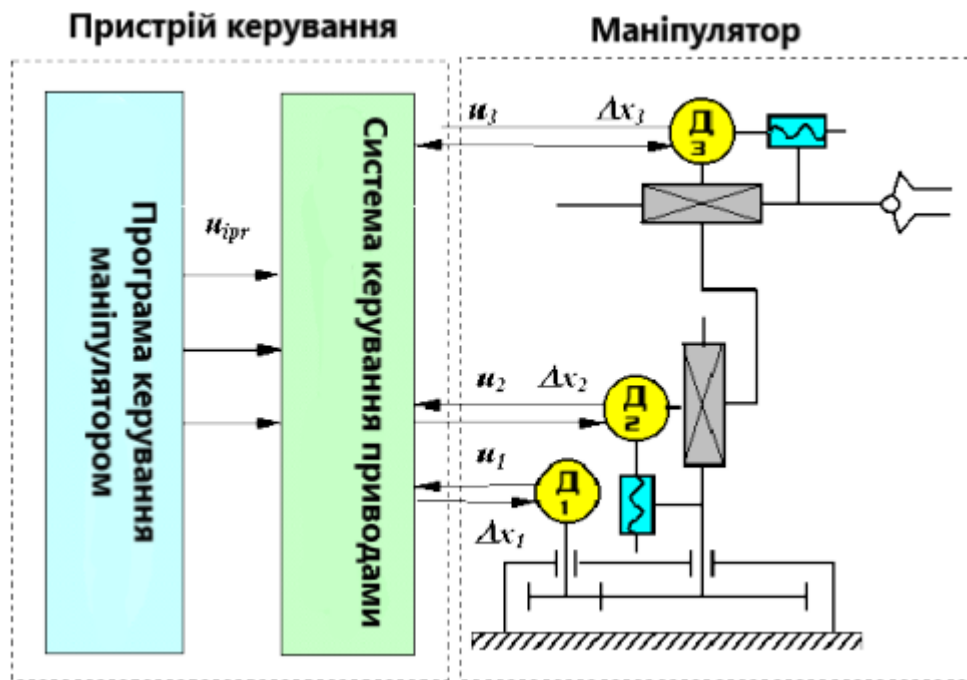 Пристрій керування
Маніпулятор
Програма керування
маніпулятором
Система керування приводами
u_ipr
u_3
Δx_3
Д
3
u_2
Δx_2
Д
2
u_1
Д
1
Δx_1